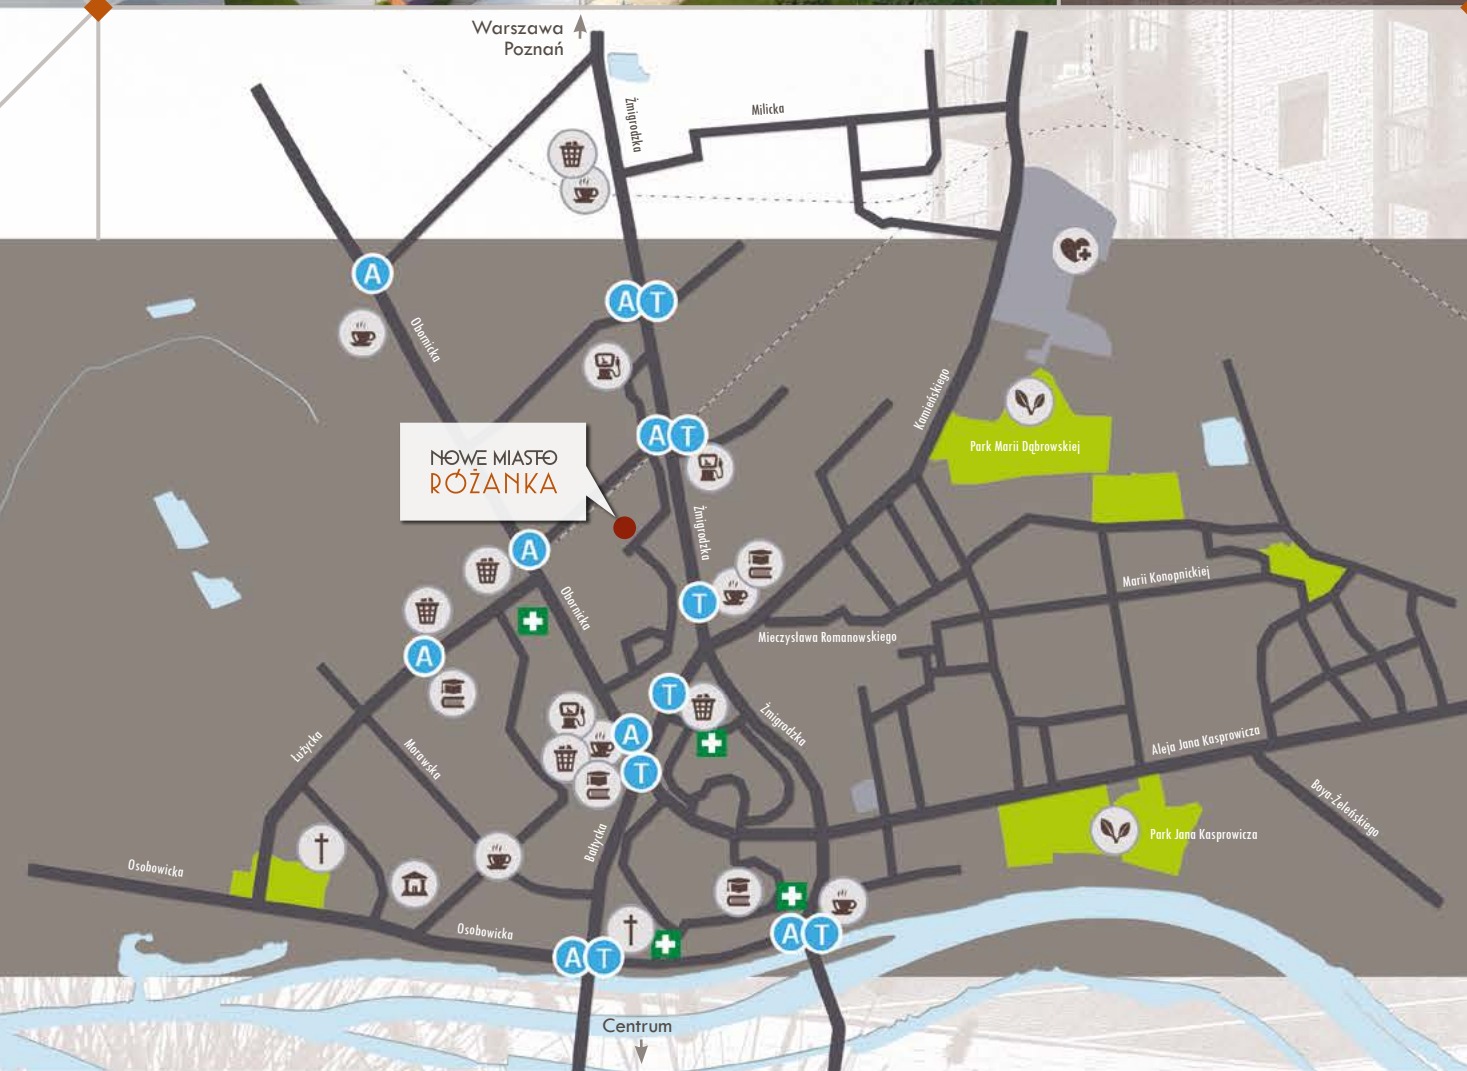 Warszawa
Poznań
Żmigrodzka
Milicka
A
A T
Obornicka
Kamieńskiego
A T
Park Marii Dąbrowskiej
NOWE MIASTO
RÓŻANKA
Żmigrodzka
A
T
Marii Konopnickiej
Obornicka
Mieczysława Romanowskiego
A
T
Żmigrodzka
A
T
Łużycka
Morawska
Aleja Jana Kasprowicza
Boya-Żeleńskiego
Bałtycka
Park Jana Kasprowicza
Osobowicka
Osobowicka
A T
A T
Centrum